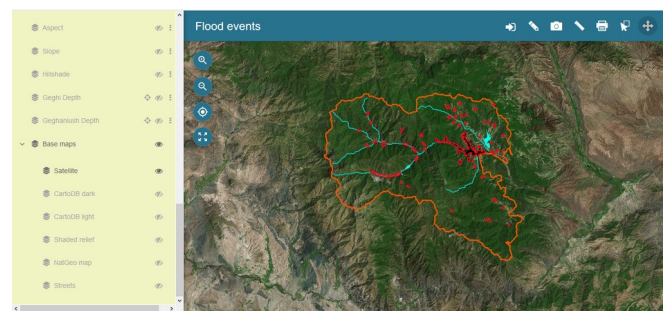 Aspect
Slope
Hillshade
Geghi Depth
Geghaniush Depth
Base maps
Satellite
CartoDB dark
CartoDB light
Shaded relief
NatGeo map
Streets
Flood events